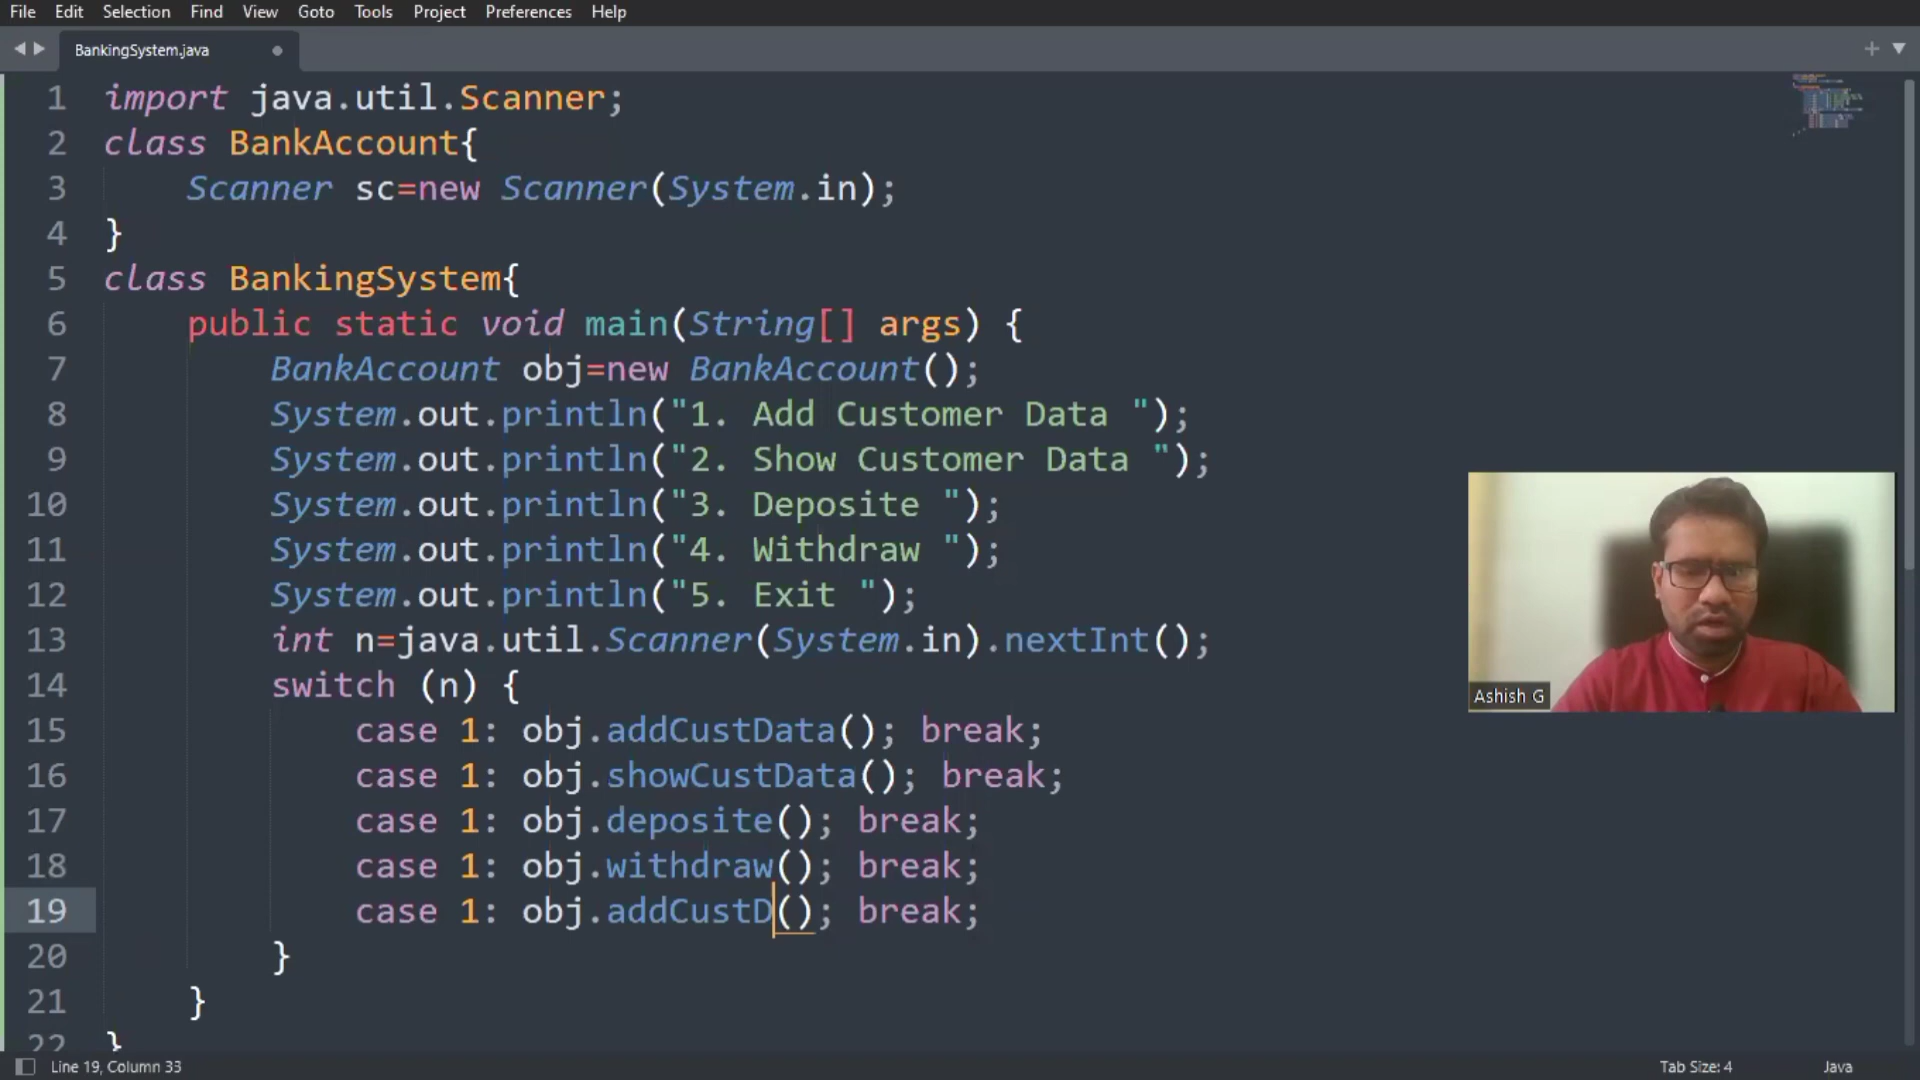 File Edit Selection Find View Goto Tools Project Preferences Help
BankingSystem.java
1 import java.util.Scanner;
2 class BankAccount{
3 Scanner sc=new Scanner(System.in);
4 }
5 class BankingSystem{
6 public static void main(String[] args) {
7 BankAccount obj=new BankAccount();
8 System.out.println("1. Add Customer Data ");
9 System.out.println("2. Show Customer Data ");
10 System.out.println("3. Deposite ");
11 System.out.println("4. Withdraw ");
12 System.out.println("5. Exit ");
13 int n=java.util.Scanner(System.in).nextInt();
14 switch (n) {
15 case 1: obj.addCustData(); break;
16 case 1: obj.showCustData(); break;
17 case 1: obj.deposite(); break;
18 case 1: obj.withdraw(); break;
19 case 1: obj.addCustD(); break;
20 }
21 }
22 }
Ashish G
Line 19, Column 33
Tab Size: 4
Java